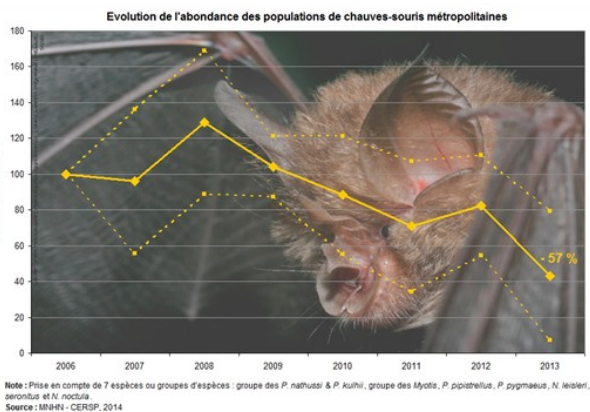 Evolution de l'abondance des populations de chauves-souris métropolitaines
180
160
140
120
100
80
60
40
20
0
- 57 %
2006 2007 2008 2009 2010 2011 2012 2013
Note : Prise en compte de 7 espèces ou groupes d'espèces : groupe des P. nathussi & P. kulhii, groupe des Myotis, P. pipistrellus, P. pygmaeus, N. leisleri,
seronitus et N. noctula.
Source : MNHN - CERSP, 2014